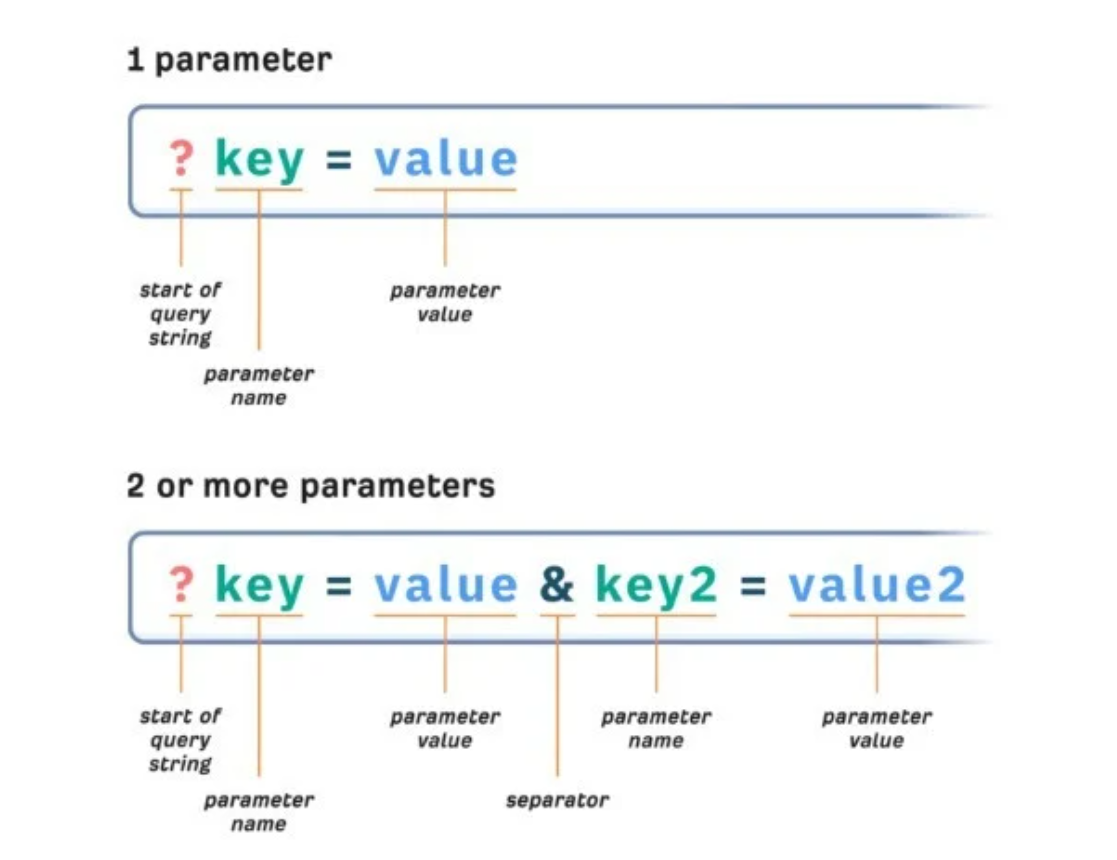 1 parameter
? key = value
start of
query
string
parameter
name
parameter
value
2 or more parameters
? key = value & key2 = value2
start of
query
string
parameter
name
parameter
value
separator
parameter
name
parameter
value